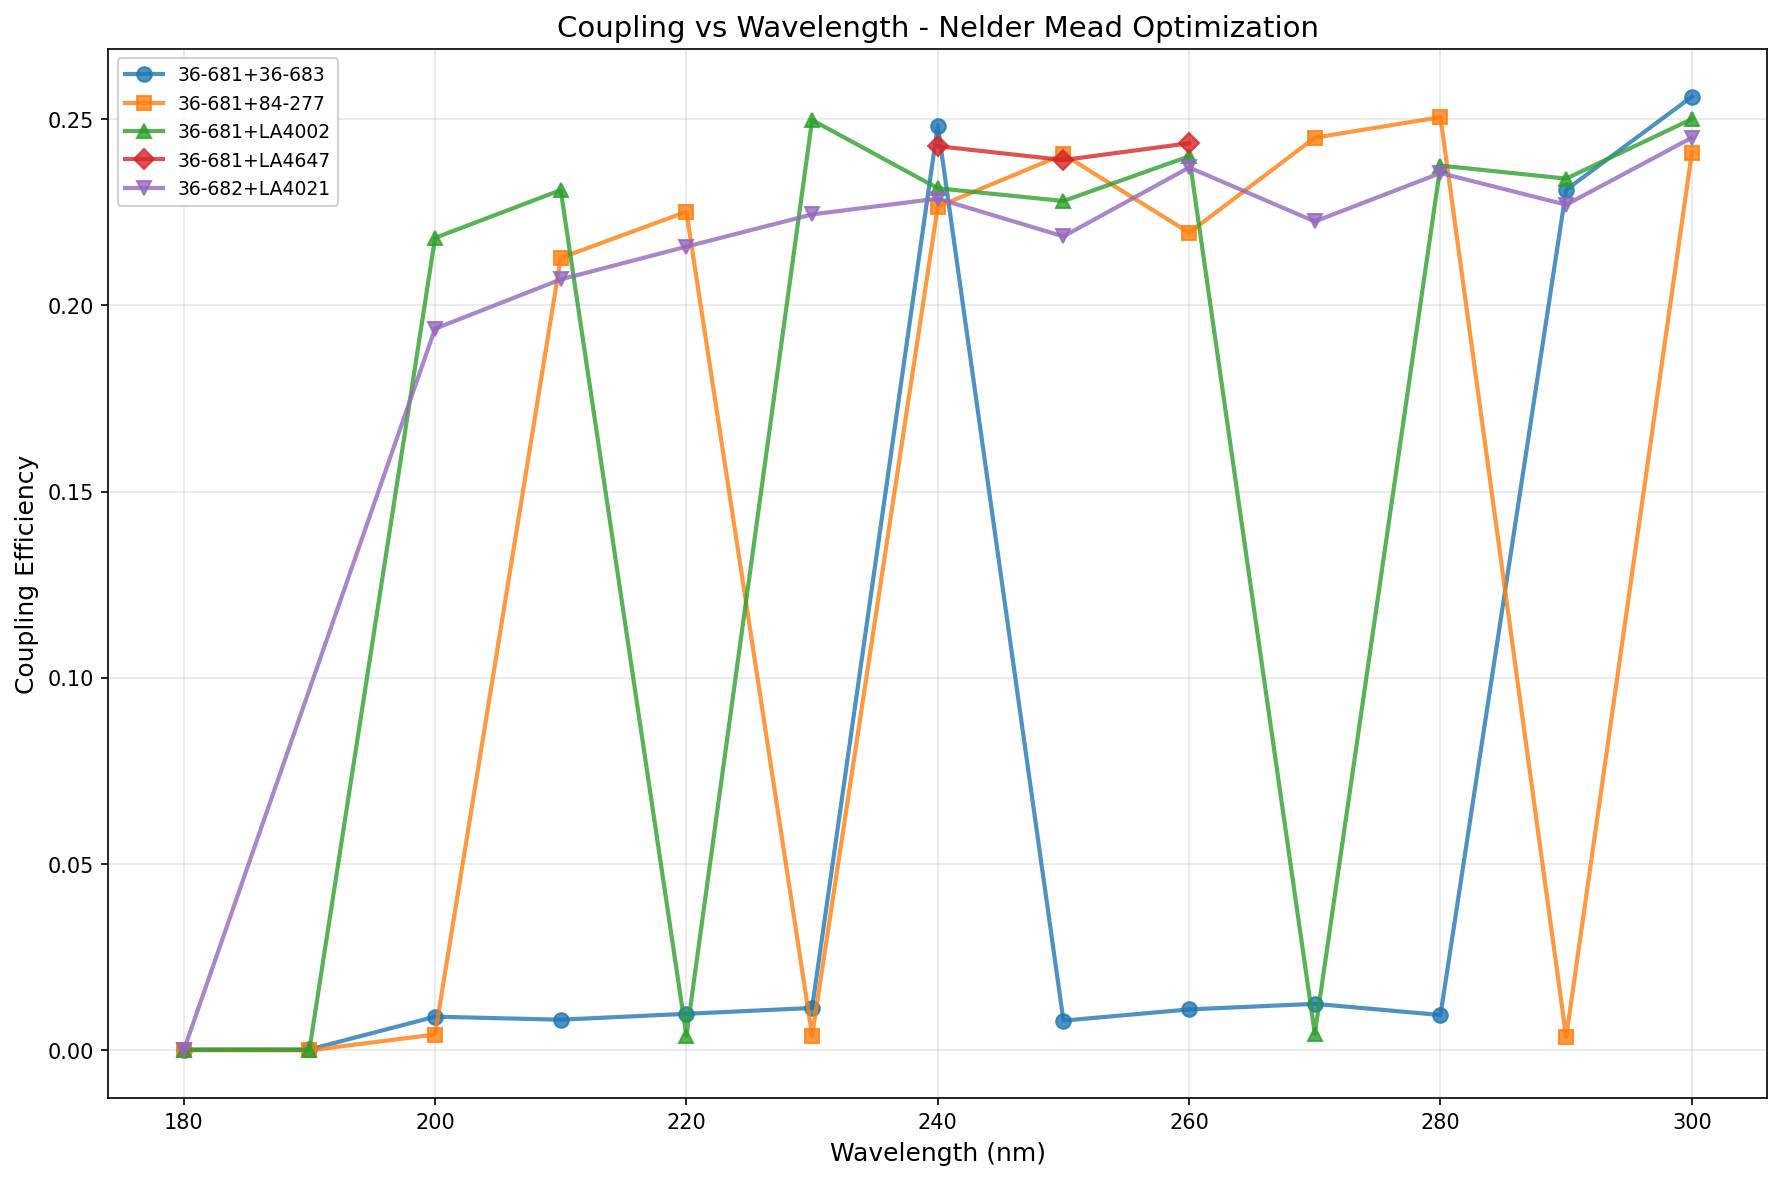 Coupling vs Wavelength - Nelder Mead Optimization
36-681+36-683
36-681+84-277
36-681+LA4002
36-681+LA4647
36-682+LA4021
Coupling Efficiency
0.25
0.20
0.15
0.10
0.05
0.00
180 200 220 240 260 280 300
Wavelength (nm)